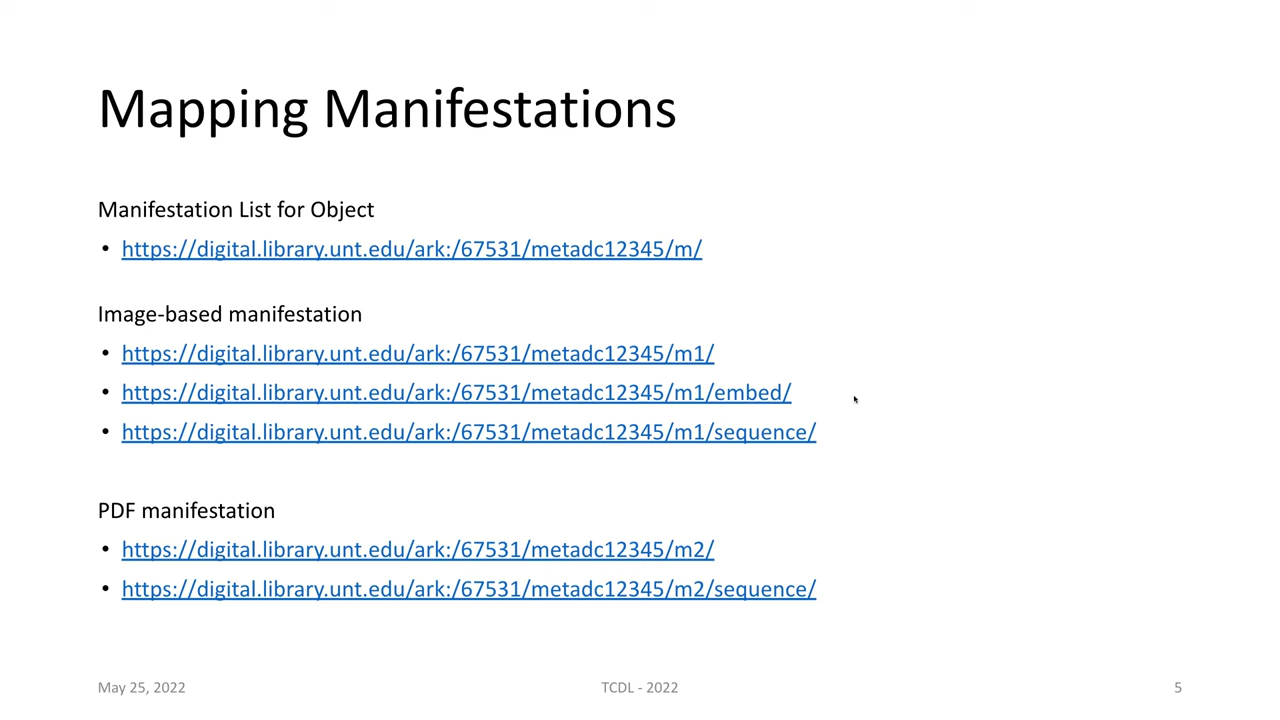 Mapping Manifestations
Manifestation List for Object
• https://digital.library.unt.edu/ark:/67531/metadc12345/m/
Image-based manifestation
• https://digital.library.unt.edu/ark:/67531/metadc12345/m1/
• https://digital.library.unt.edu/ark:/67531/metadc12345/m1/embed/
• https://digital.library.unt.edu/ark:/67531/metadc12345/m1/sequence/
PDF manifestation
• https://digital.library.unt.edu/ark:/67531/metadc12345/m2/
• https://digital.library.unt.edu/ark:/67531/metadc12345/m2/sequence/
May 25, 2022
TCDL - 2022
5